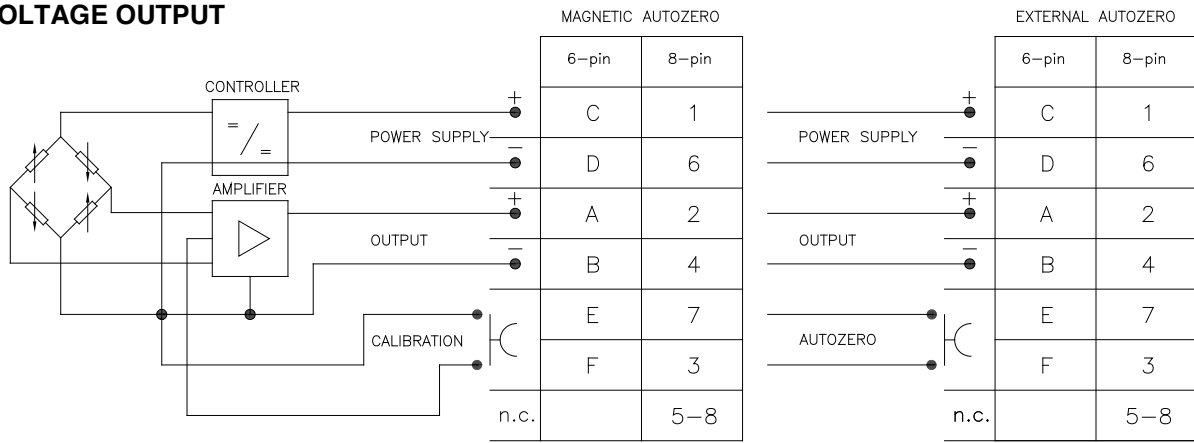 OLTAGE OUTPUT
MAGNETIC AUTOZERO
EXTERNAL AUTOZERO
6-pin 8-pin
6-pin 8-pin
CONTROLLER
= / =
POWER SUPPLY
+ C 1
− D 6
AMPLIFIER
OUTPUT
+ A 2
− B 4
CALIBRATION
E 7
F 3
n.c. 5-8
POWER SUPPLY
+ C 1
− D 6
OUTPUT
+ A 2
− B 4
AUTOZERO
E 7
F 3
n.c. 5-8